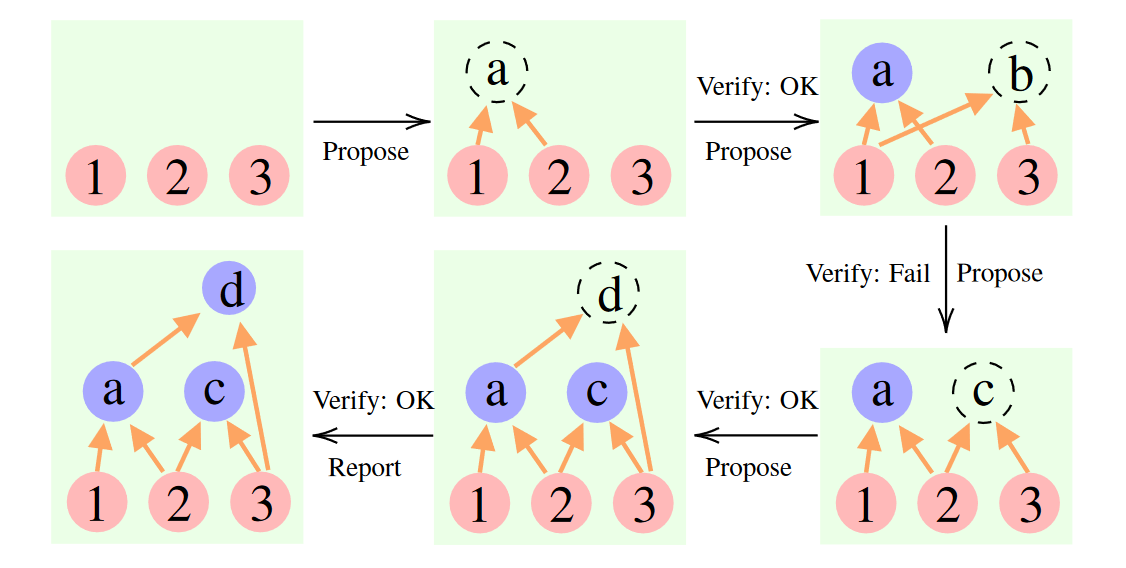 1 2 3
Propose
a
1 2 3
Verify: OK
Propose
a b
1 2 3
Verify: Fail Propose
a c
1 2 3
Verify: OK
Propose
d
a c
1 2 3
Verify: OK
Report
d
a c
1 2 3